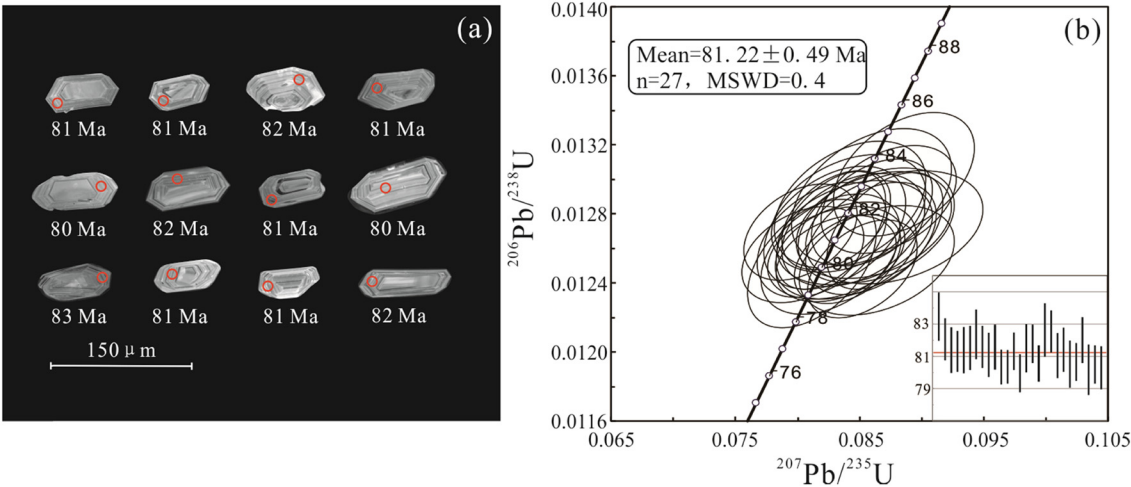 (a)
81 Ma 81 Ma 82 Ma 81 Ma
80 Ma 82 Ma 81 Ma 80 Ma
83 Ma 81 Ma 81 Ma 82 Ma
150 μm
(b)
Mean=81.22±0.49 Ma
n=27, MSWD=0.4
0.0140
0.0136
0.0132
0.0128
0.0124
0.0120
0.0116
²⁰⁶Pb/²³⁸U
88
86
84
82
80
78
76
83
81
79
0.065 0.075 0.085 0.095 0.105
²⁰⁷Pb/²³⁵U